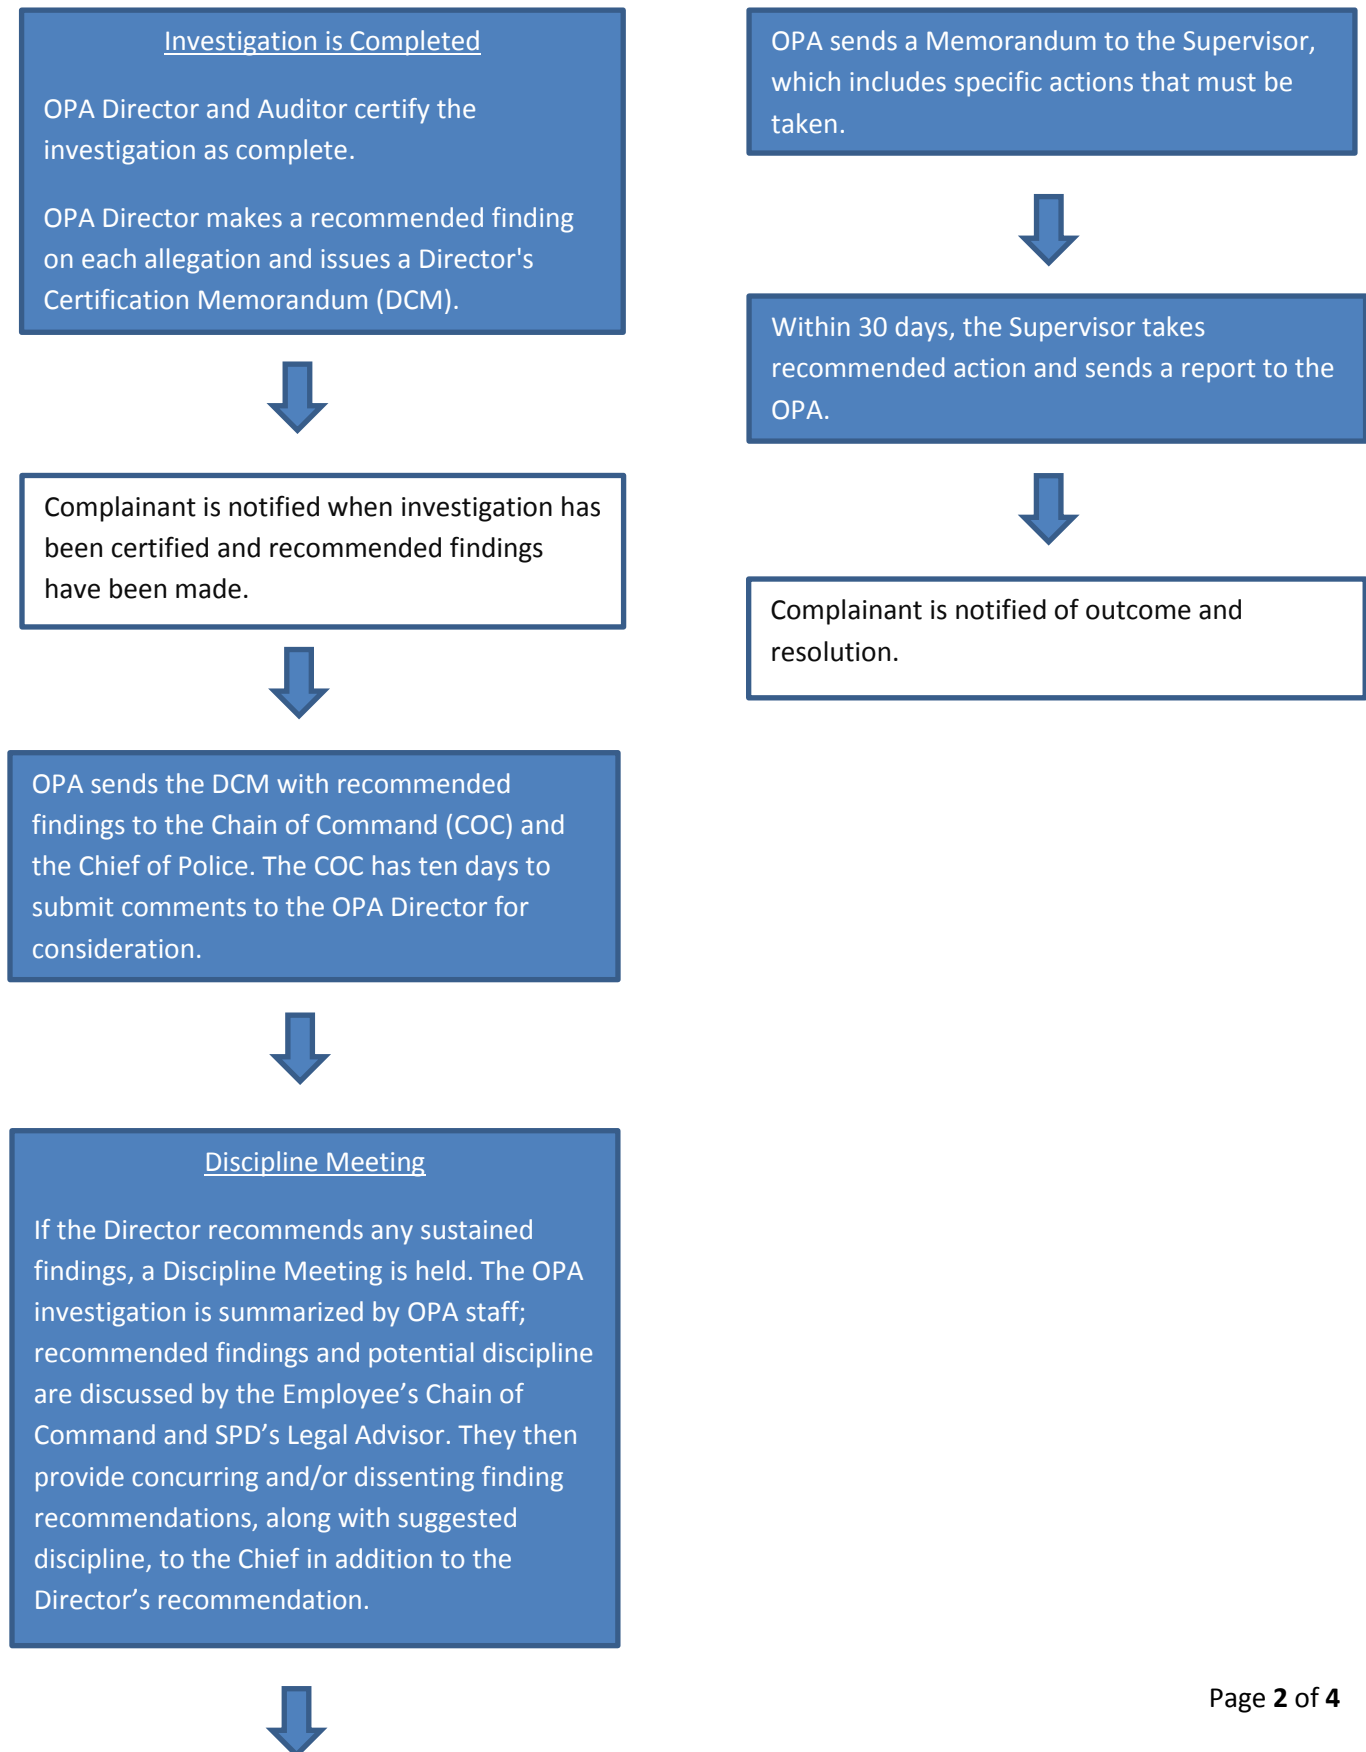 Investigation is Completed
OPA Director and Auditor certify the
investigation as complete.
OPA Director makes a recommended finding
on each allegation and issues a Director's
Certification Memorandum (DCM).
Complainant is notified when investigation has
been certified and recommended findings
have been made.
OPA sends the DCM with recommended
findings to the Chain of Command (COC) and
the Chief of Police. The COC has ten days to
submit comments to the OPA Director for
consideration.
Discipline Meeting
If the Director recommends any sustained
findings, a Discipline Meeting is held. The OPA
investigation is summarized by OPA staff;
recommended findings and potential discipline
are discussed by the Employee’s Chain of
Command and SPD’s Legal Advisor. They then
provide concurring and/or dissenting finding
recommendations, along with suggested
discipline, to the Chief in addition to the
Director’s recommendation.
OPA sends a Memorandum to the Supervisor,
which includes specific actions that must be
taken.
Within 30 days, the Supervisor takes
recommended action and sends a report to the
OPA.
Complainant is notified of outcome and
resolution.
Page 2 of 4